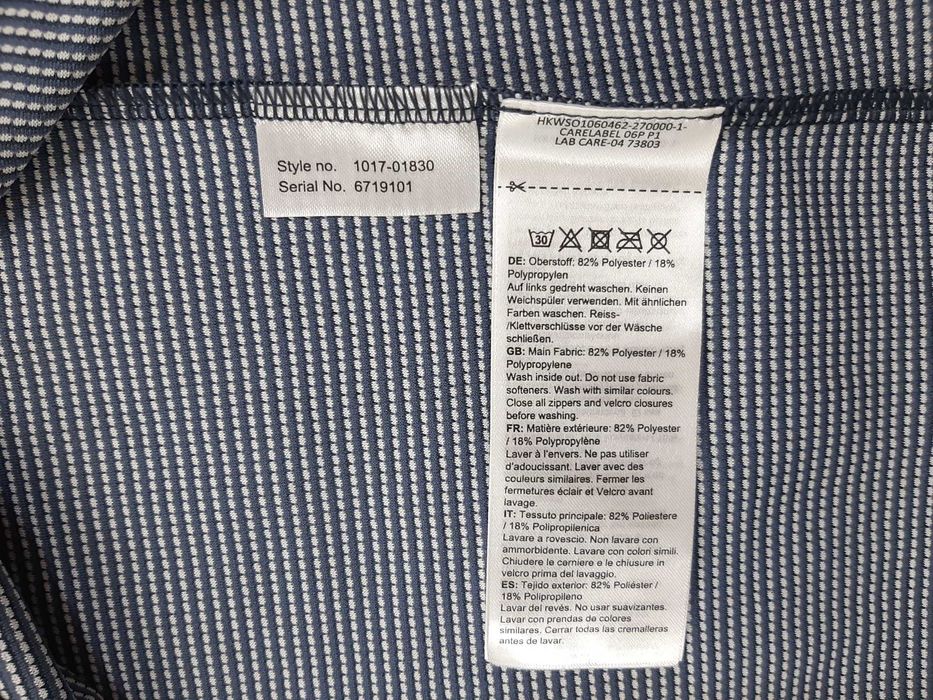 Style no. 1017-01830
Serial No. 6719101
HKWSO1060462-270000-1-
CARELABEL 06P P1
LAB CARE-04 73803
30
DE: Oberstoff: 82% Polyester / 18%
Polypropylen
Auf links gedreht waschen. Keinen
Weichspüler verwenden. Mit ähnlichen
Farben waschen. Reiss-
/Klettverschlüsse vor der Wäsche
schließen.
GB: Main Fabric: 82% Polyester / 18%
Polypropylene
Wash inside out. Do not use fabric
softeners. Wash with similar colours.
Close all zippers and velcro closures
before washing.
FR: Matière extérieure: 82% Polyester
/ 18% Polypropylène
Laver à l'envers. Ne pas utiliser
d'adoucissant. Laver avec des
couleurs similaires. Fermer les
fermetures éclair et Velcro avant
lavage.
IT: Tessuto principale: 82% Poliestere
/ 18% Polipropilenica
Lavare a rovescio. Non lavare con
ammorbidente. Lavare con colori simili.
Chiudere le cerniere e le chiusure in
velcro prima del lavaggio.
ES: Tejido exterior: 82% Poliéster /
18% Polipropileno
Lavar del revés. No usar suavizantes.
Lavar con prendas de colores
similares. Cerrar todas las cremalleras
antes de lavar.